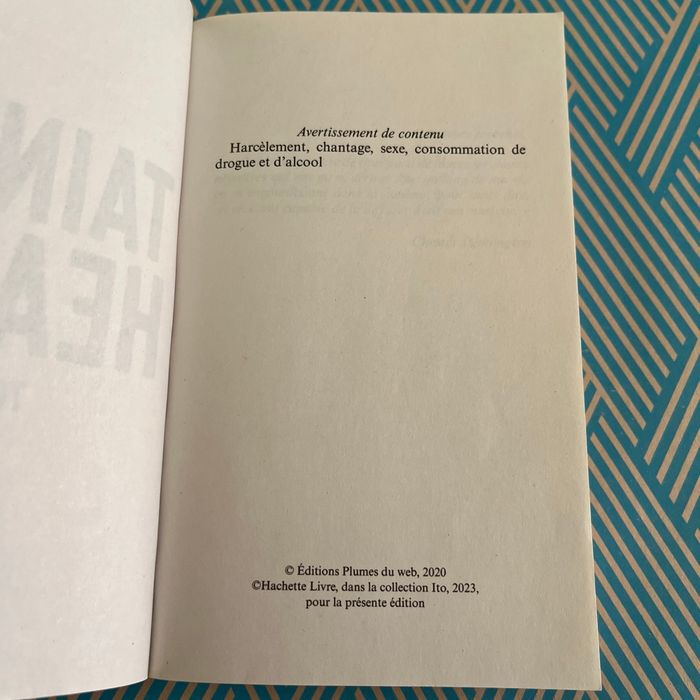 Avertissement de contenu
Harcèlement, chantage, sexe, consommation de
drogue et d'alcool
© Éditions Plumes du web, 2020
©Hachette Livre, dans la collection Ito, 2023,
pour la présente édition